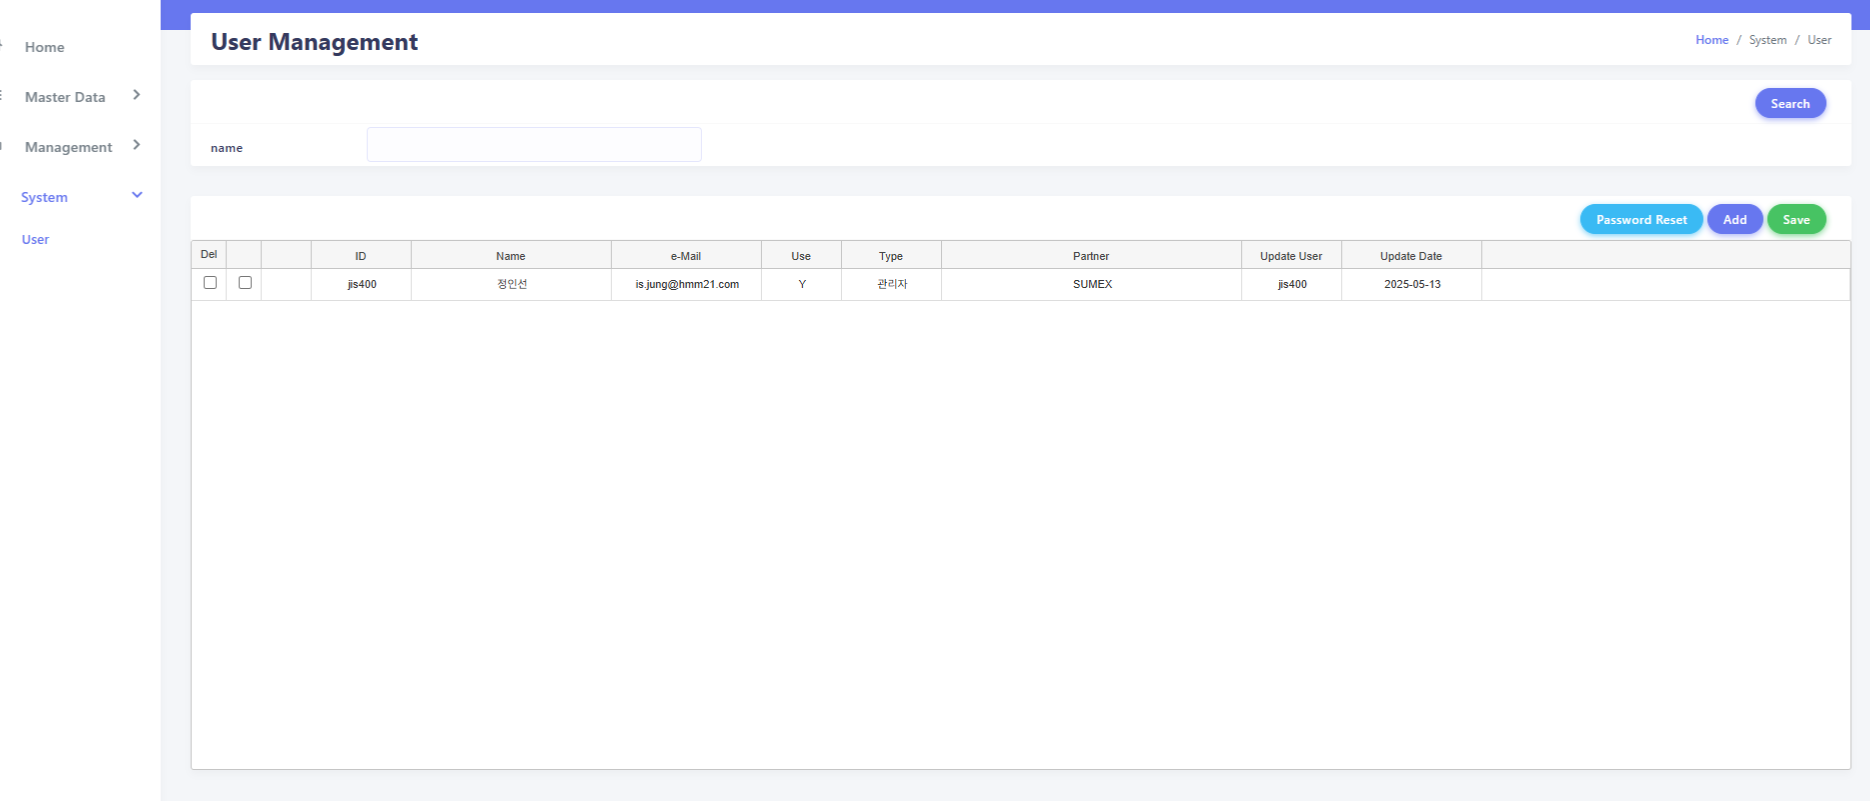 Home
Master Data
Management
System
User
User Management
Home / System / User
Search
name
Password Reset Add Save
Del ID Name e-Mail Use Type Partner Update User Update Date
jis400 정인선 is.jung@hmm21.com Y 관리자 SUMEX jis400 2025-05-13